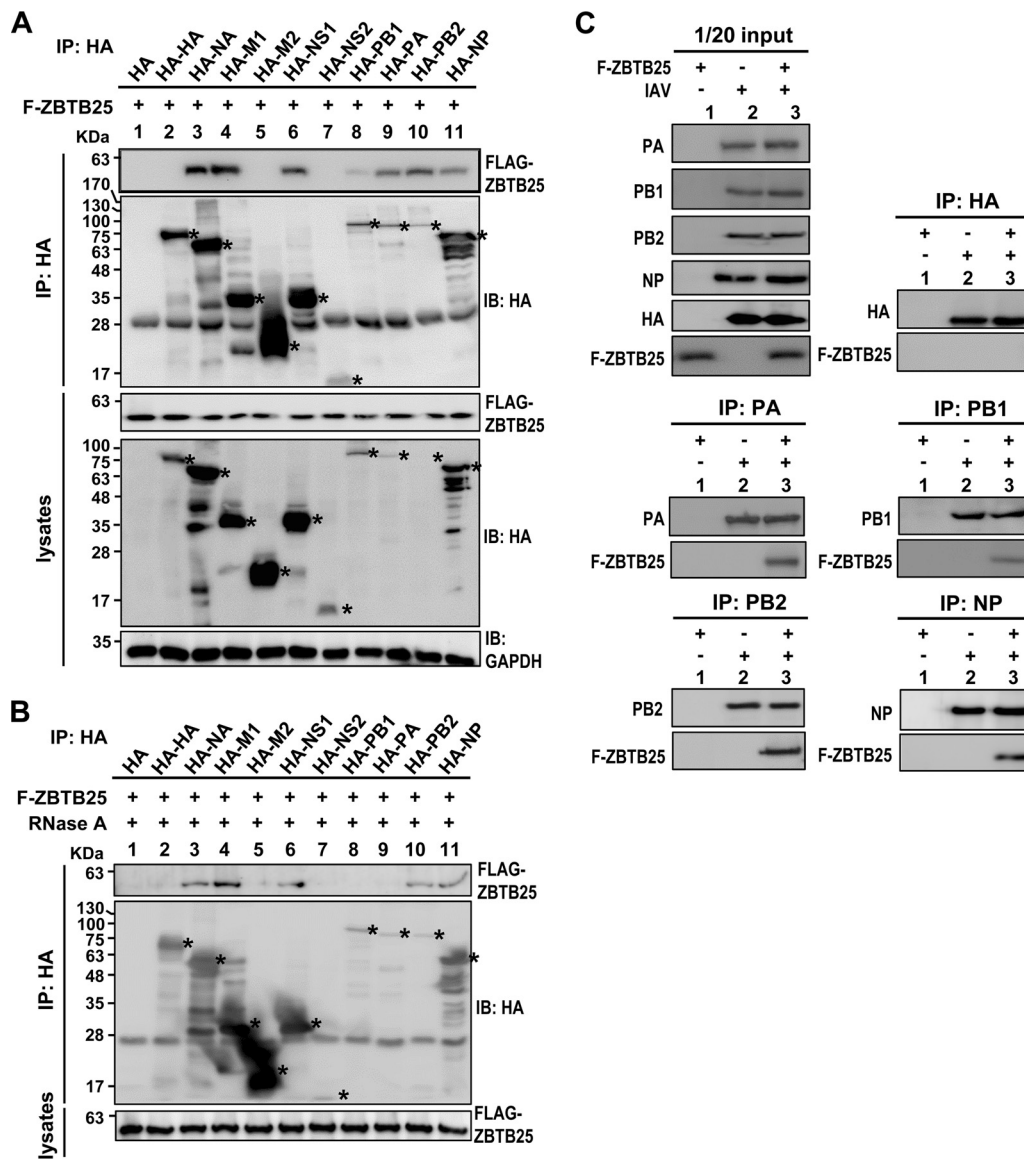 A
IP: HA
HA
HA-HA
HA-NA
HA-M1
HA-M2
HA-NS1
HA-NS2
HA-PB1
HA-PA
HA-PB2
HA-NP
F-ZBTB25 + + + + + + + + + + +
KDa 1 2 3 4 5 6 7 8 9 10 11
IP: HA
63
FLAG-
ZBTB25
170
130
100
75
63
48
35
28
17
* * * * * * * * * *
IB: HA
lysates
63
FLAG-
ZBTB25
100
75
63
48
35
28
17
* * * * * * * * * *
IB: HA
35
IB:
GAPDH
B
IP: HA
HA
HA-HA
HA-NA
HA-M1
HA-M2
HA-NS1
HA-NS2
HA-PB1
HA-PA
HA-PB2
HA-NP
F-ZBTB25 + + + + + + + + + + +
RNase A + + + + + + + + + + +
KDa 1 2 3 4 5 6 7 8 9 10 11
IP: HA
63
FLAG-
ZBTB25
130
100
75
63
48
35
28
17
* * * * * * * * * *
IB: HA
lysates
63
FLAG-
ZBTB25
C
1/20 input
F-ZBTB25 + - +
IAV - + +
1 2 3
PA
PB1
PB2
NP
HA
F-ZBTB25
IP: HA
+ - +
- + +
1 2 3
HA
F-ZBTB25
IP: PA
+ - +
- + +
1 2 3
PA
F-ZBTB25
IP: PB1
+ - +
- + +
1 2 3
PB1
F-ZBTB25
IP: PB2
+ - +
- + +
1 2 3
PB2
F-ZBTB25
IP: NP
+ - +
- + +
1 2 3
NP
F-ZBTB25